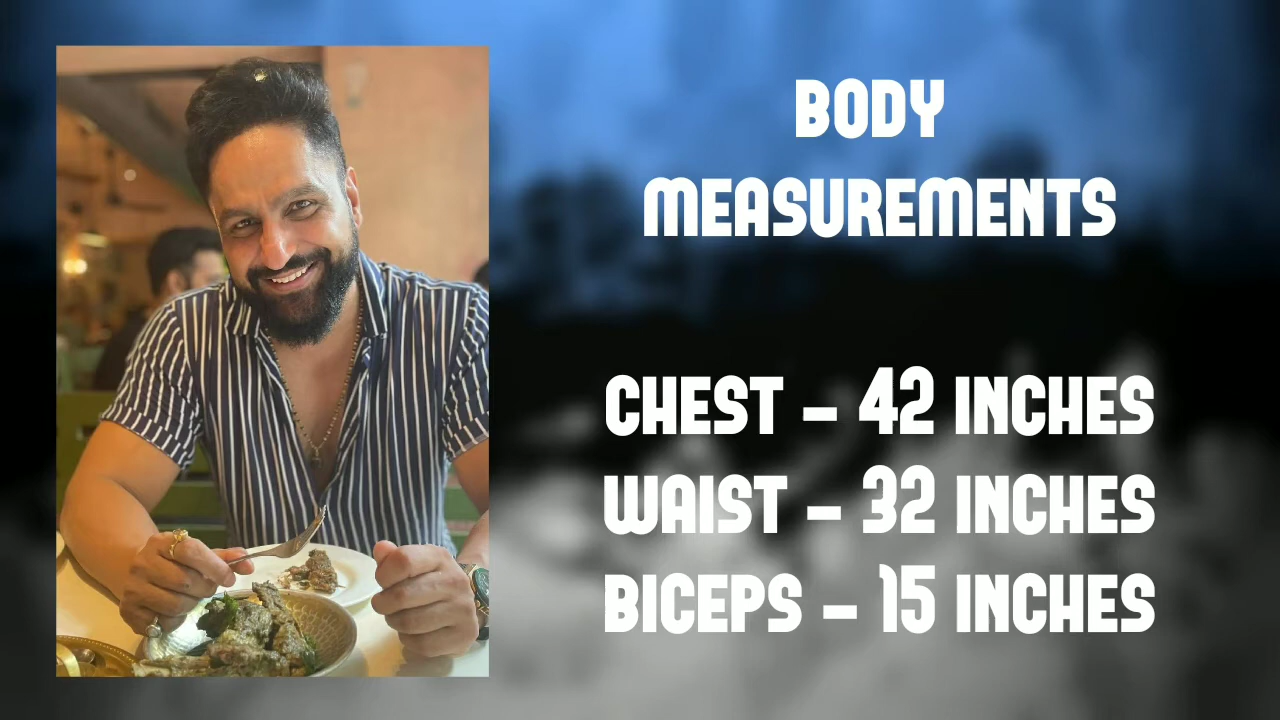 BODY
MEASUREMENTS
CHEST – 42 INCHES
WAIST – 32 INCHES
BICEPS – 15 INCHES